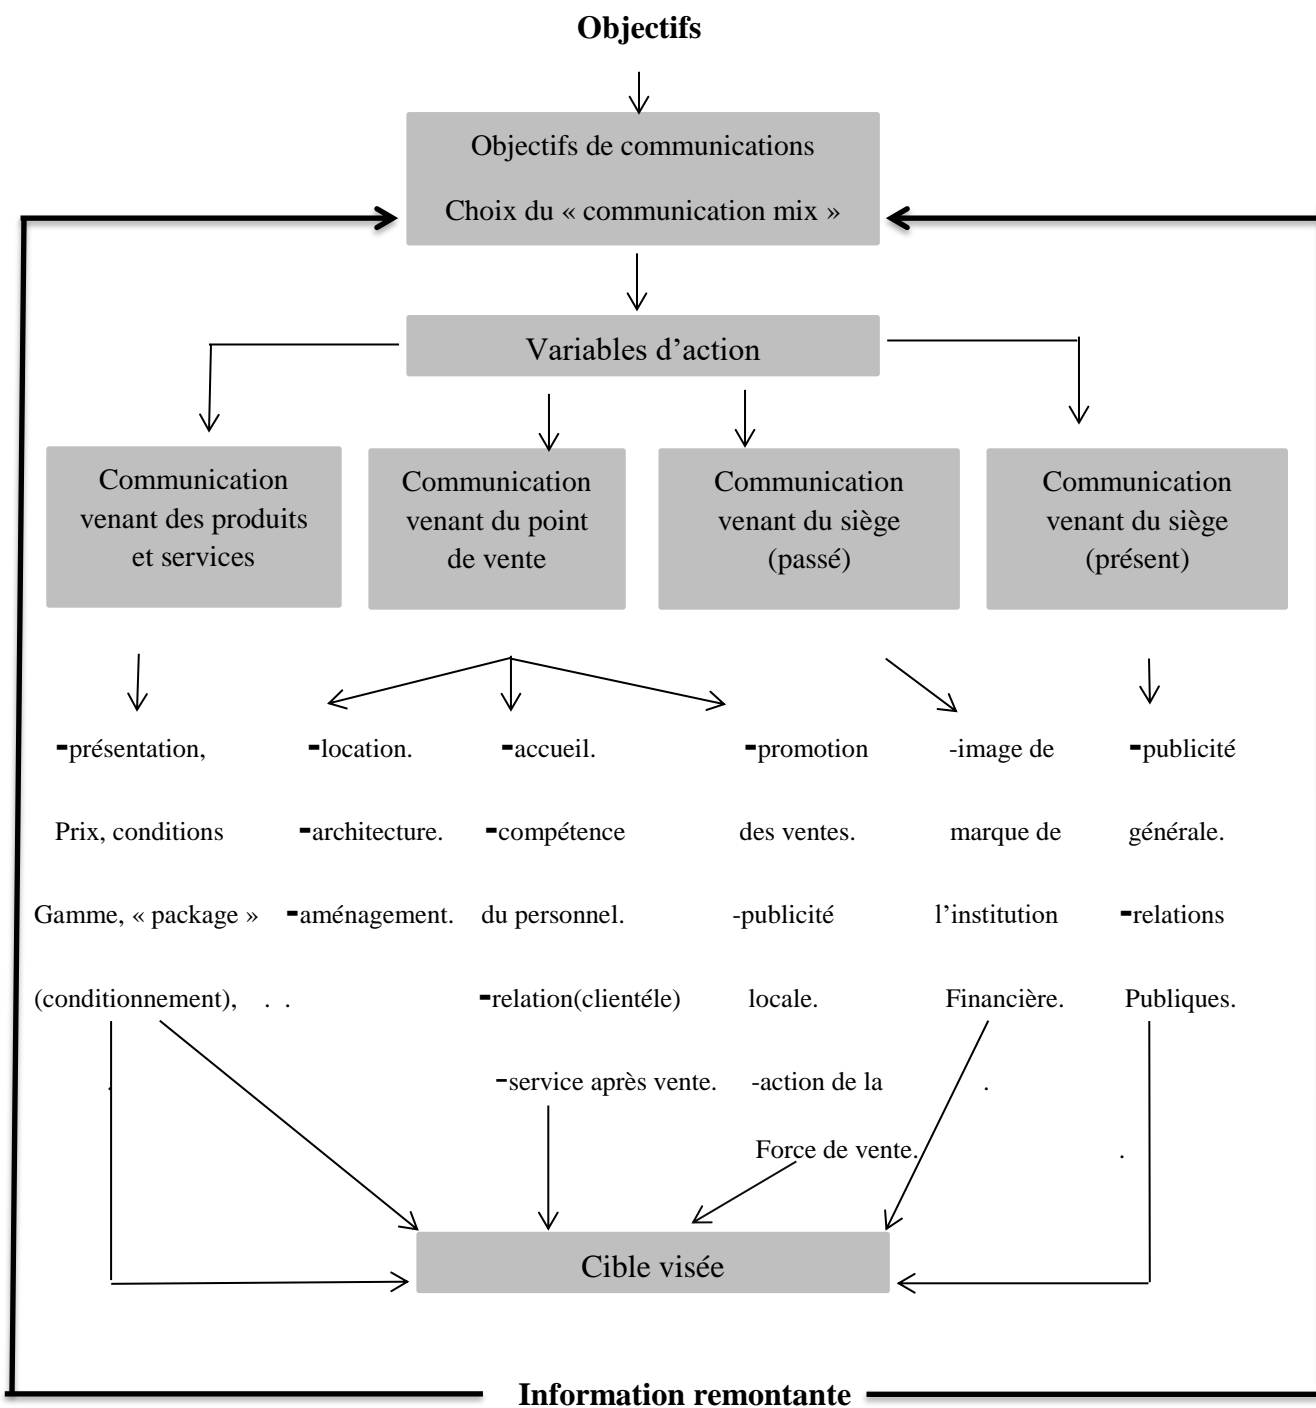 Objectifs
Objectifs de communications
Choix du « communication mix »
Variables d’action
Communication
venant des produits
et services
Communication
venant du point
de vente
Communication
venant du siège
(passé)
Communication
venant du siège
(présent)
-présentation,
Prix, conditions
Gamme, « package »
(conditionnement), . .
.
-location.
-architecture.
-aménagement.
-accueil.
-compétence
du personnel.
-relation(clientéle)
-service après vente.
-promotion
des ventes.
-publicité
locale.
-action de la
Force de vente.
-image de
marque de
l’institution
Financière.
.
-publicité
générale.
-relations
Publiques.
.
Cible visée
Information remontante